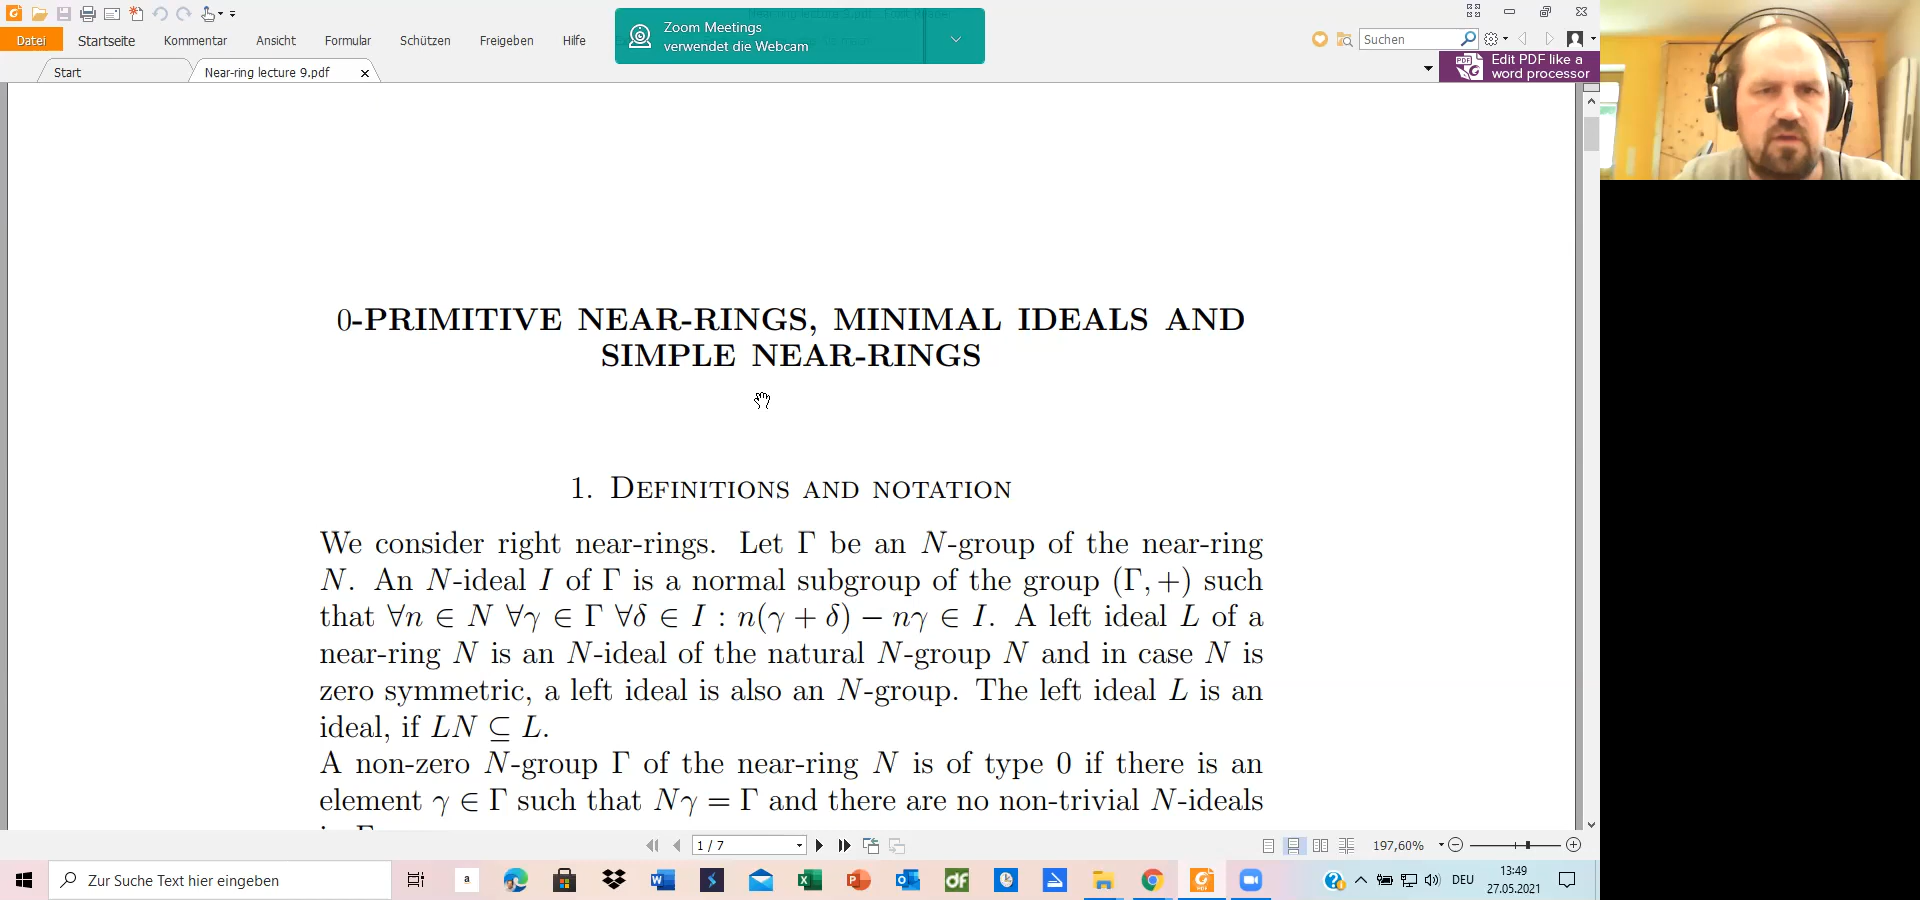 Zoom Meetings
verwendet die Webcam
Datei Startseite Kommentar Ansicht Formular Schützen Freigeben Hilfe
Suchen
Edit PDF like a
word processor
Start
Near-ring lecture 9.pdf
0-PRIMITIVE NEAR-RINGS, MINIMAL IDEALS AND
SIMPLE NEAR-RINGS
1. DEFINITIONS AND NOTATION
We consider right near-rings. Let Γ be an N-group of the near-ring
N. An N-ideal I of Γ is a normal subgroup of the group (Γ, +) such
that ∀n ∈ N ∀γ ∈ Γ ∀δ ∈ I : n(γ + δ) − nγ ∈ I. A left ideal L of a
near-ring N is an N-ideal of the natural N-group N and in case N is
zero symmetric, a left ideal is also an N-group. The left ideal L is an
ideal, if LN ⊆ L.
A non-zero N-group Γ of the near-ring N is of type 0 if there is an
element γ ∈ Γ such that Nγ = Γ and there are no non-trivial N-ideals
1 / 7
197,60%
Zur Suche Text hier eingeben
DEU
13:49
27.05.2021